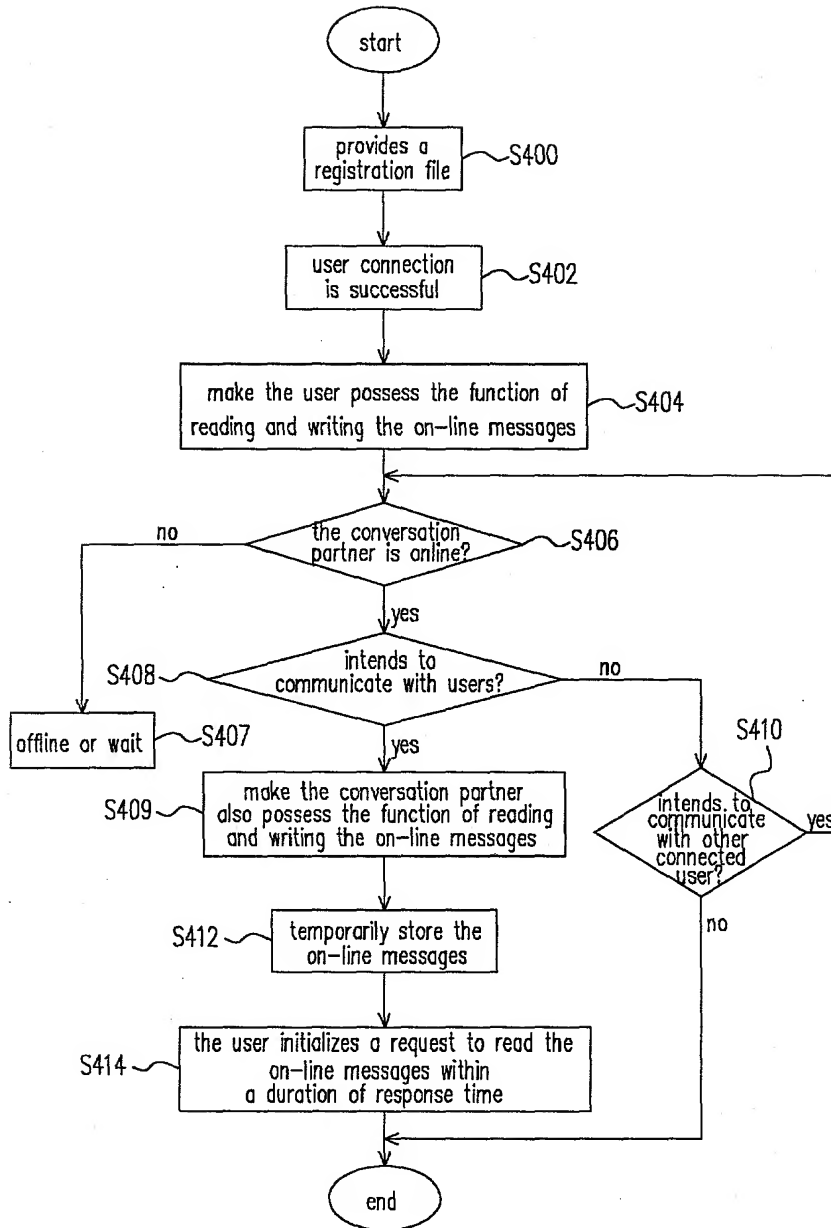 start
provides a
registration file
S400
user connection
is successful
S402
make the user possess the function of
reading and writing the on-line messages
S404
no
the conversation
partner is online?
S406
yes
S408
intends to
communicate with users?
no
offline or wait
S407
yes
S410
S409
make the conversation partner
also possess the function of reading
and writing the on-line messages
intends to
communicate
with other
connected
user?
yes
no
S412
temporarily store the
on-line messages
S414
the user initializes a request to read the
on-line messages within
a duration of response time
end